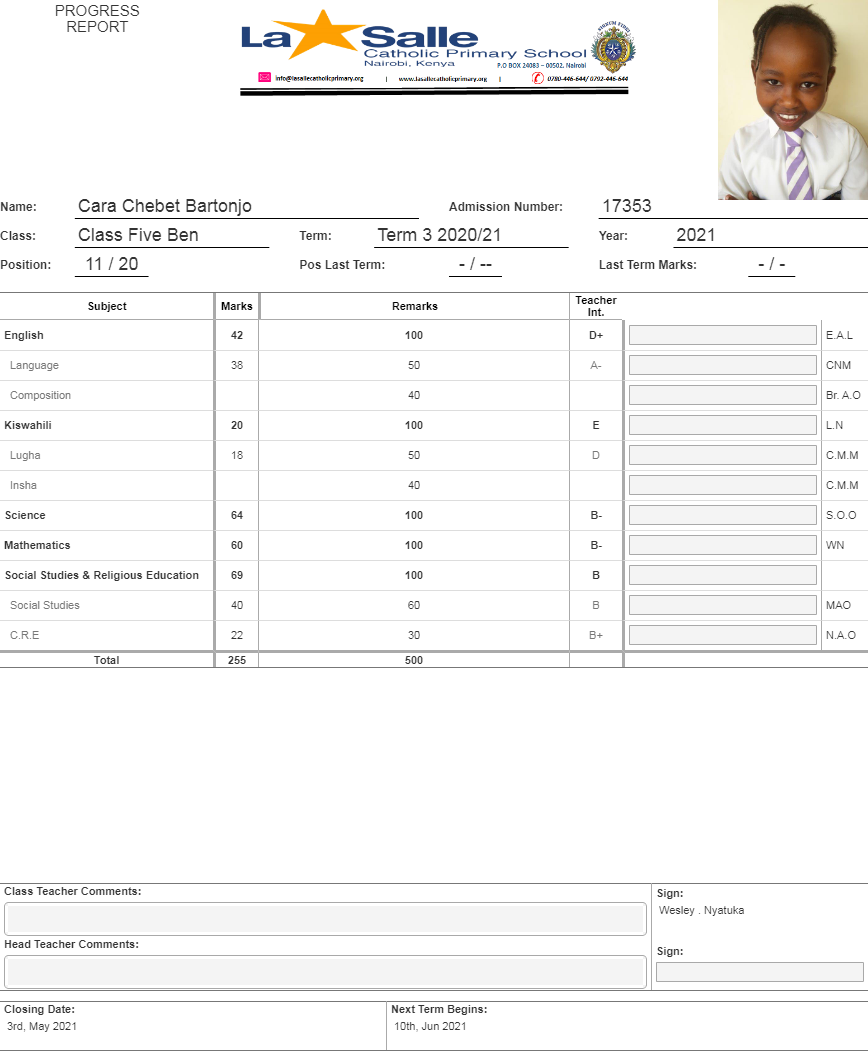 PROGRESS
REPORT
La Salle
Catholic Primary School
Nairobi, Kenya
P.O BOX 24083 – 00502, Nairobi
info@lasallecatholicprimary.org | www.lasallecatholicprimary.org | 0780-446-644/ 0792-446-644
Name: Cara Chebet Bartonjo Admission Number: 17353
Class: Class Five Ben Term: Term 3 2020/21 Year: 2021
Position: 11 / 20 Pos Last Term: - / -- Last Term Marks: - / -
Subject Marks Remarks Teacher Int.
English 42 100 D+ E.A.L
Language 38 50 A- CNM
Composition 40 Br. A.O
Kiswahili 20 100 E L.N
Lugha 18 50 D C.M.M
Insha 40 C.M.M
Science 64 100 B- S.O.O
Mathematics 60 100 B- WN
Social Studies & Religious Education 69 100 B
Social Studies 40 60 B MAO
C.R.E 22 30 B+ N.A.O
Total 255 500
Class Teacher Comments: Sign:
Wesley . Nyatuka
Head Teacher Comments: Sign:
Closing Date: Next Term Begins:
3rd, May 2021 10th, Jun 2021